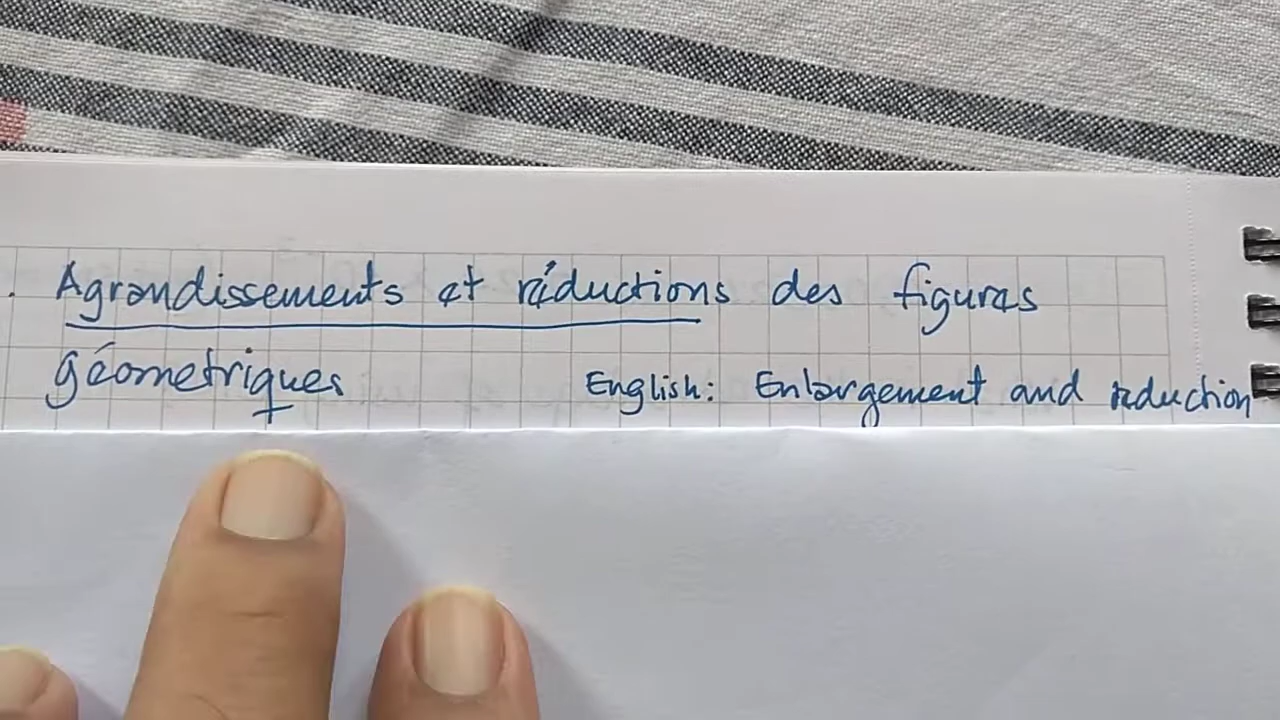 . Agrandissements et réductions des figures
géometriques English: Enlargement and reduction